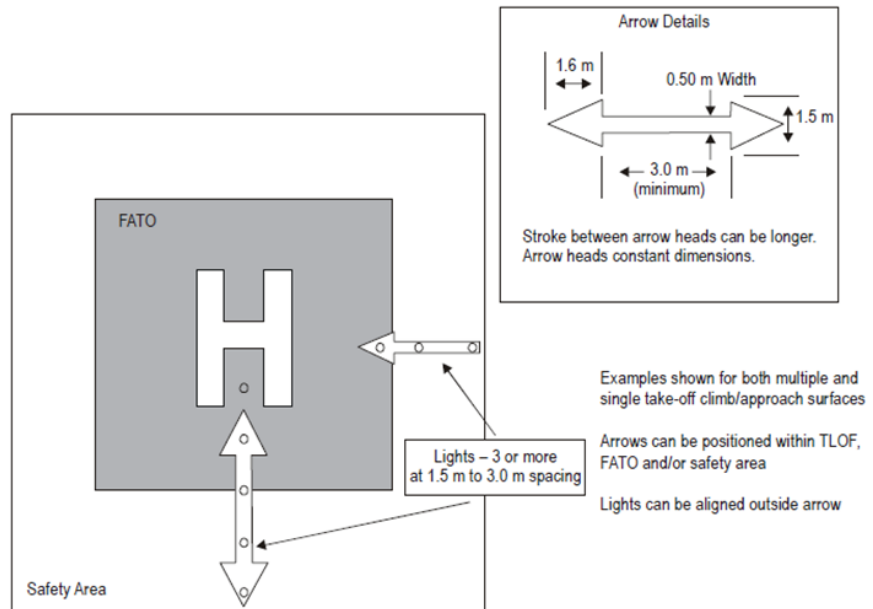 Arrow Details
1.6 m
0.50 m Width
1.5 m
3.0 m
(minimum)
Stroke between arrow heads can be longer.
Arrow heads constant dimensions.
FATO
H
Examples shown for both multiple and
single take-off climb/approach surfaces
Arrows can be positioned within TLOF,
FATO and/or safety area
Lights can be aligned outside arrow
Lights – 3 or more
at 1.5 m to 3.0 m spacing
Safety Area